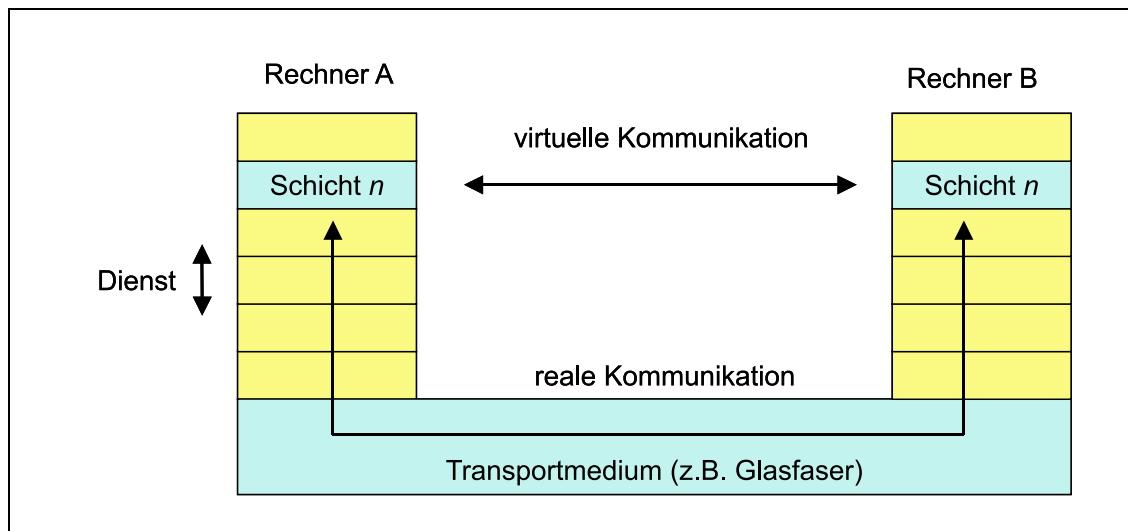 Rechner A
Rechner B
virtuelle Kommunikation
Schicht n
Schicht n
Dienst
reale Kommunikation
Transportmedium (z.B. Glasfaser)